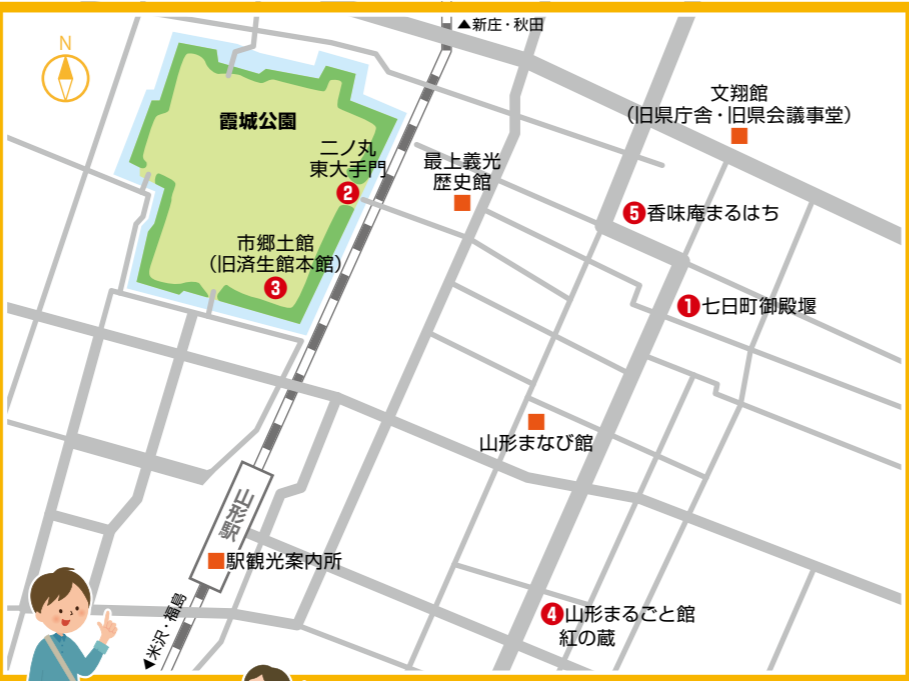 ▲新庄・秋田
N
文翔館
(旧県庁舎・旧県会議事堂)
霞城公園
二ノ丸
東大手門
2
最上義光
歴史館
5 香味庵まるはち
市郷土館
(旧済生館本館)
3
1 七日町御殿堰
山形まなび館
山形駅
駅観光案内所
4 山形まるごと館
紅の蔵
▼米沢・福島